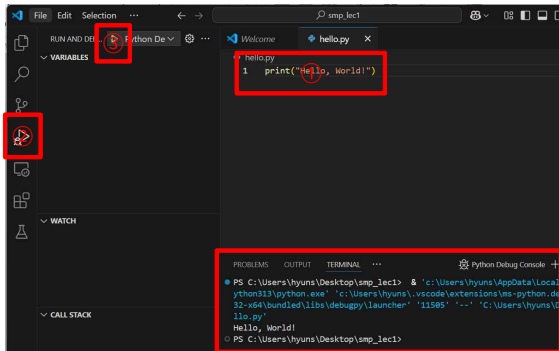 File Edit Selection ··· smp_lec1
RUN AND DE... Python De
VARIABLES
WATCH
CALL STACK
Welcome hello.py
hello.py
1 print("Hello, World!")
PROBLEMS OUTPUT TERMINAL ··· Python Debug Console
PS C:\Users\hyuns\Desktop\smp_lec1> & 'c:\Users\hyuns\AppData\Local
ython313\python.exe' 'c:\Users\hyuns\.vscode\extensions\ms-python.de
32-x64\bundled\libs\debugpy\launcher' '11505' '--' 'C:\Users\hyuns\D
llo.py'
Hello, World!
PS C:\Users\hyuns\Desktop\smp_lec1>